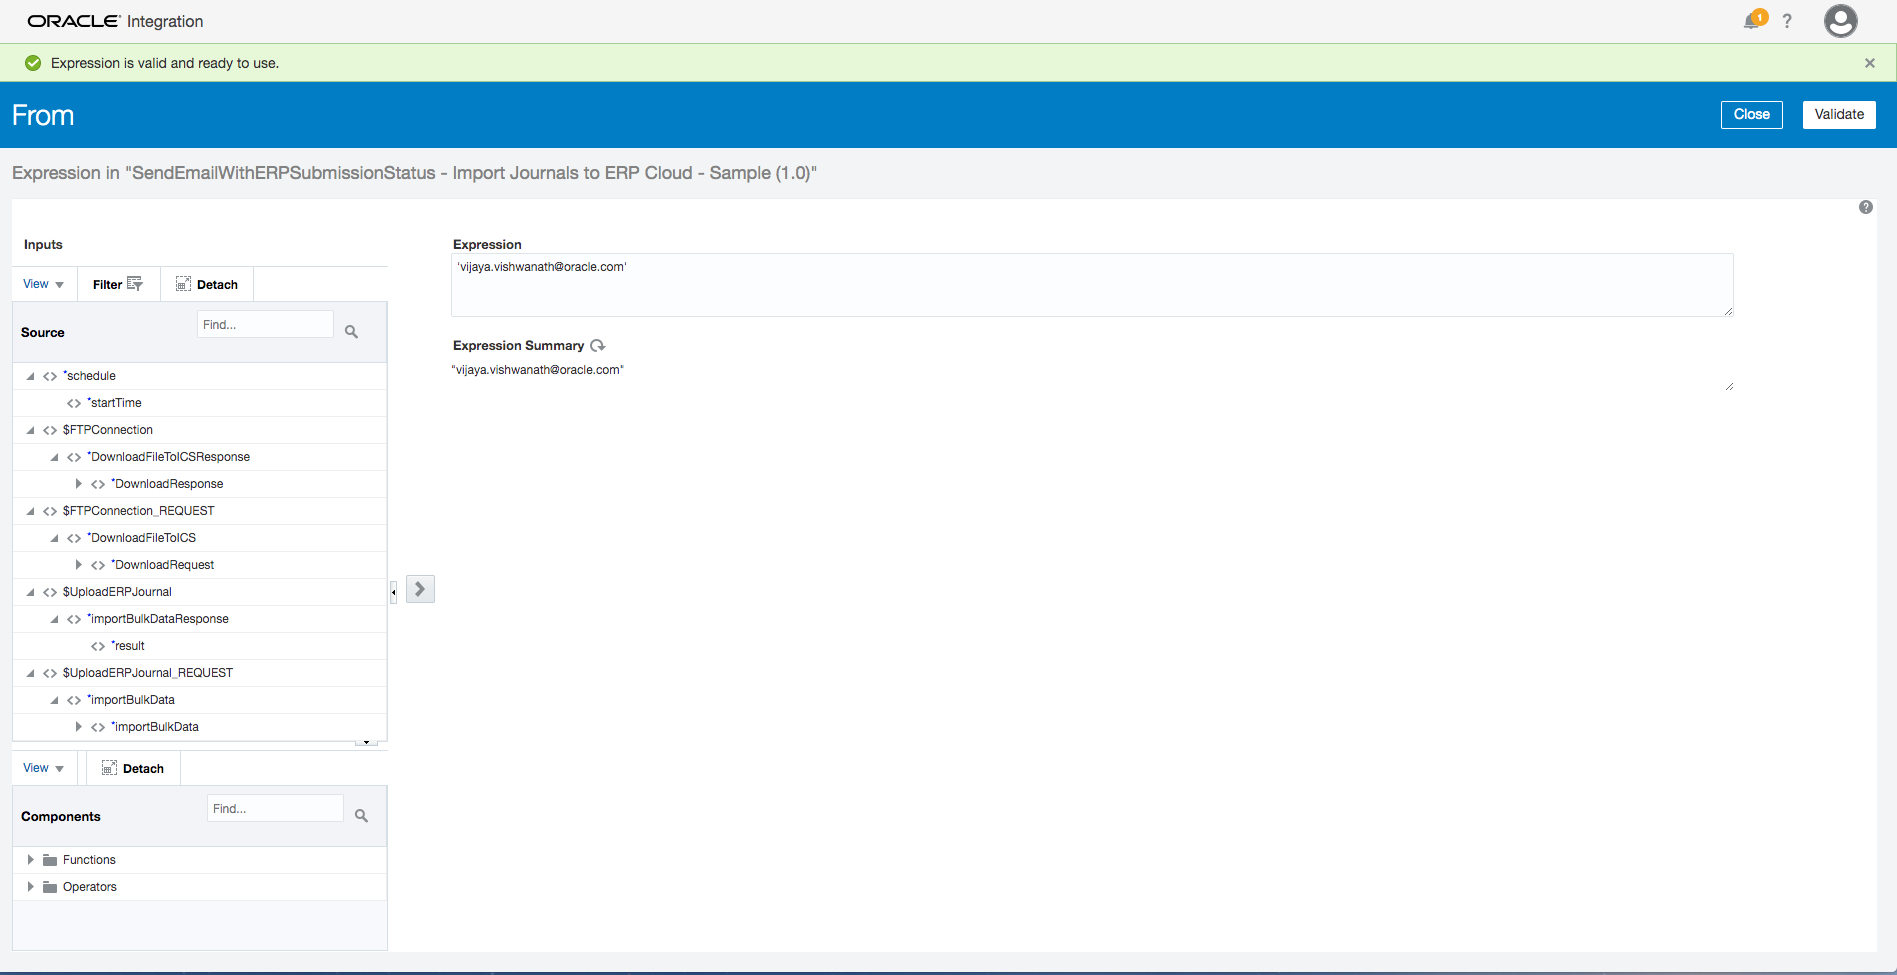 ORACLE Integration
1
?
Expression is valid and ready to use.
From
Close
Validate
Expression in "SendEmailWithERPSubmissionStatus - Import Journals to ERP Cloud - Sample (1.0)"
?
Inputs
View
Filter
Detach
Source
Find...
*schedule
*startTime
$FTPConnection
*DownloadFileToICSResponse
*DownloadResponse
$FTPConnection_REQUEST
*DownloadFileToICS
*DownloadRequest
$UploadERPJournal
*importBulkDataResponse
*result
$UploadERPJournal_REQUEST
*importBulkData
*importBulkData
View
Detach
Components
Find...
Functions
Operators
Expression
'vijaya.vishwanath@oracle.com'
Expression Summary
"vijaya.vishwanath@oracle.com"